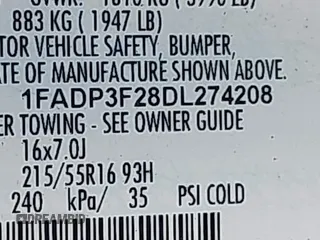 883 KG ( 1947 LB)
TOR VEHICLE SAFETY, BUMPER,
TE OF MANUFACTURE SHOWN ABOVE.
1FADP3F28DL274208
ER TOWING - SEE OWNER GUIDE
16x7.0J
215/55R16 93H
240 kPa/ 35 PSI COLD